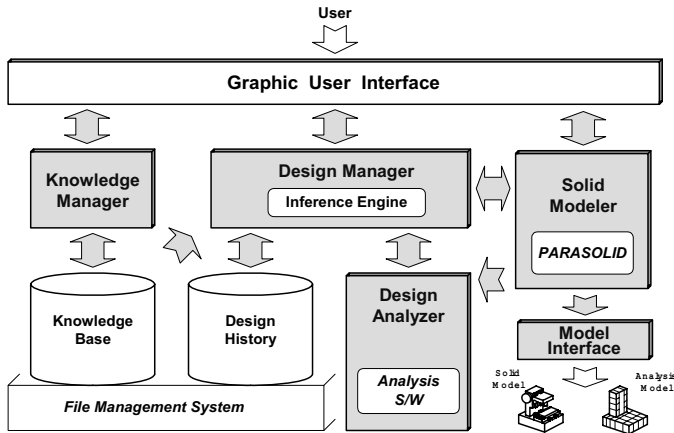 User
Graphic User Interface
Knowledge
Manager
Design Manager
Inference Engine
Solid
Modeler
PARASOLID
Knowledge
Base
Design
History
Design
Analyzer
Analysis
S/W
Model
Interface
File Management System
Solid
Model
Analysis
Model